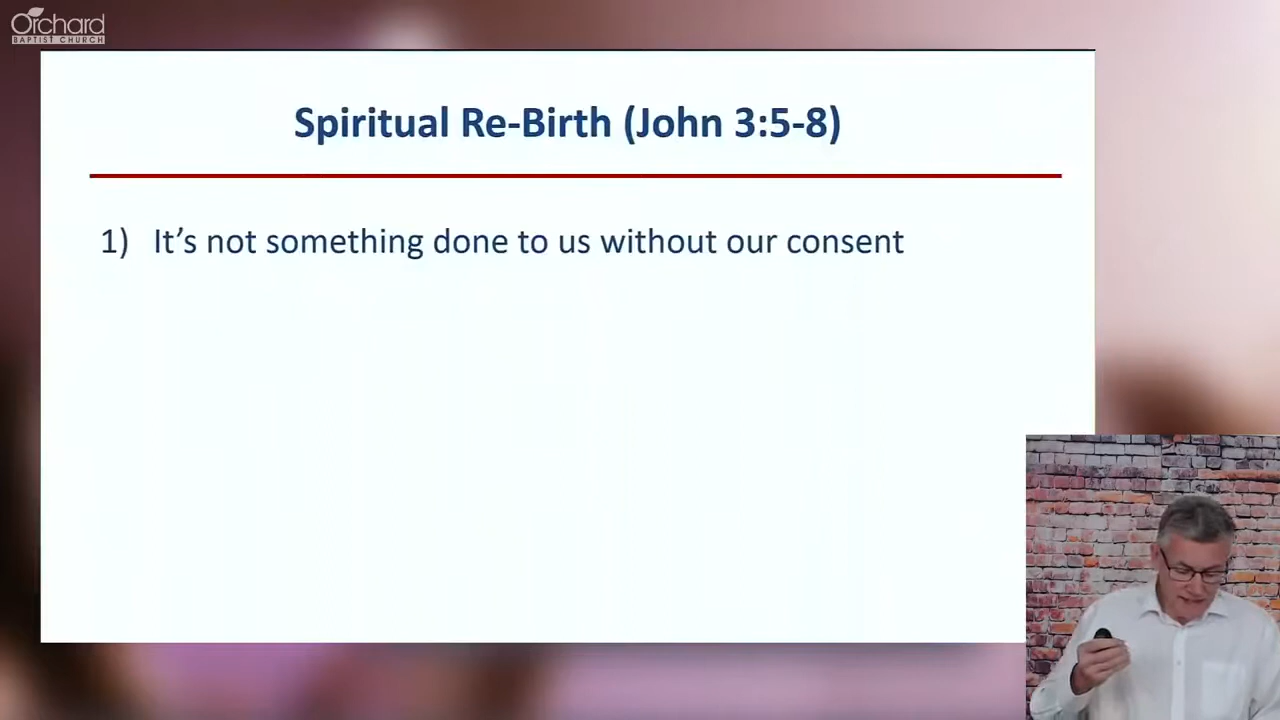 Orchard
BAPTIST CHURCH
Spiritual Re-Birth (John 3:5-8)
1) It's not something done to us without our consent